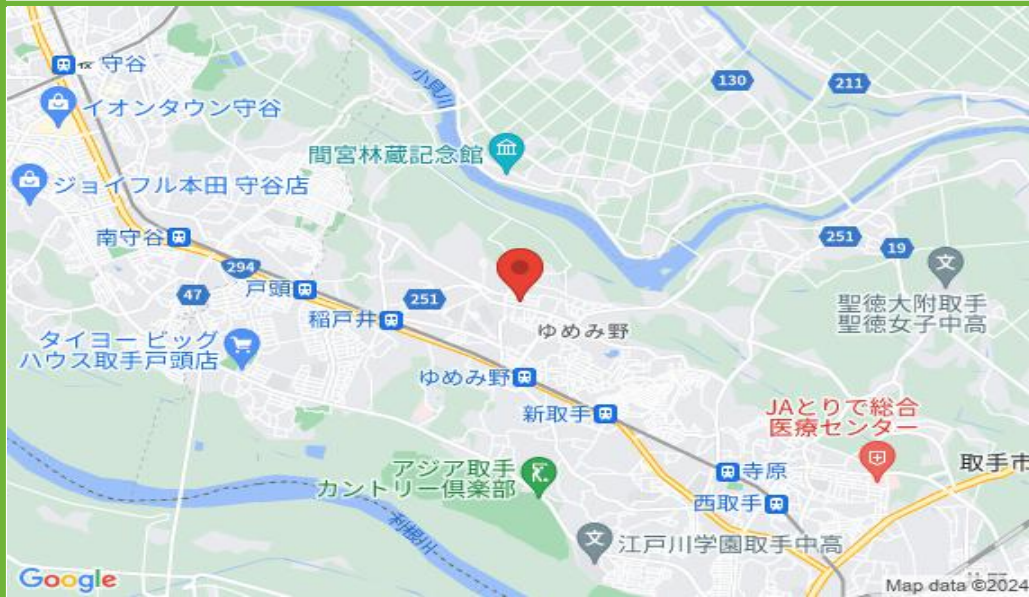 守谷
イオンタウン守谷
ジョイフル本田 守谷店
南守谷
294
47
戸頭
251
稲戸井
タイヨー ビッグ
ハウス取手戸頭店
小貝川
130
211
間宮林蔵記念館
251
19
聖徳大附取手
聖徳女子中高
ゆめみ野
ゆめみ野
新取手
JAとりで総合
医療センター
取手市
寺原
西取手
アジア取手
カントリー倶楽部
利根川
江戸川学園取手中高
Google
Map data ©2024